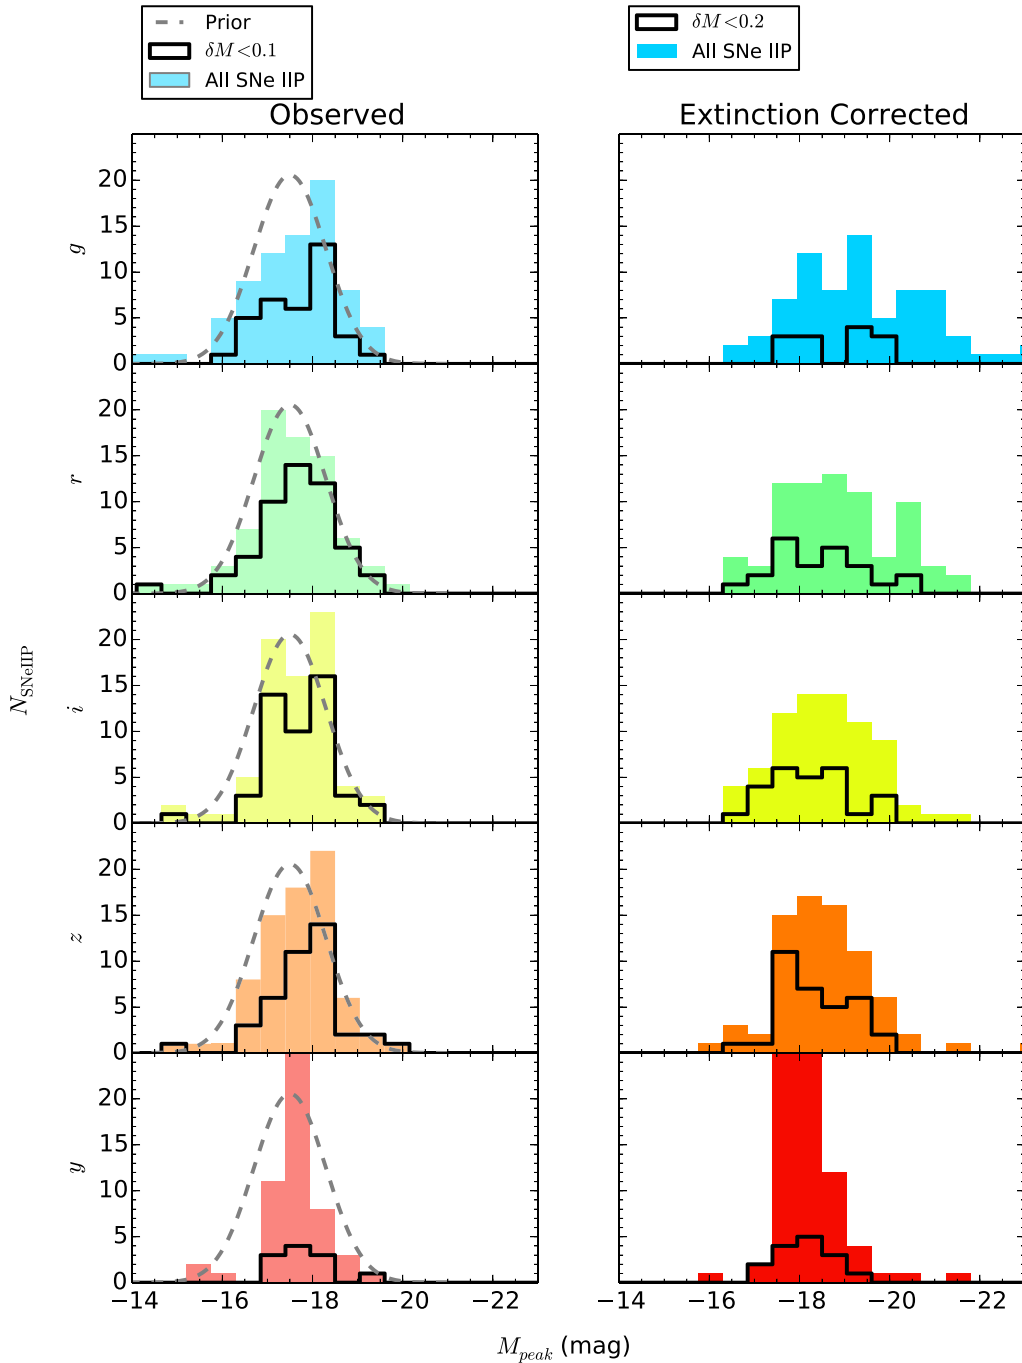 Prior
δM<0.1
All SNe IIP
δM<0.2
All SNe IIP
Observed
Extinction Corrected
20
15
10
5
0
g
20
15
10
5
0
r
20
15
10
5
0
i
20
15
10
5
0
z
20
15
10
5
0
y
N_SNeIIP
−14 −16 −18 −20 −22
−14 −16 −18 −20 −22
M_peak (mag)